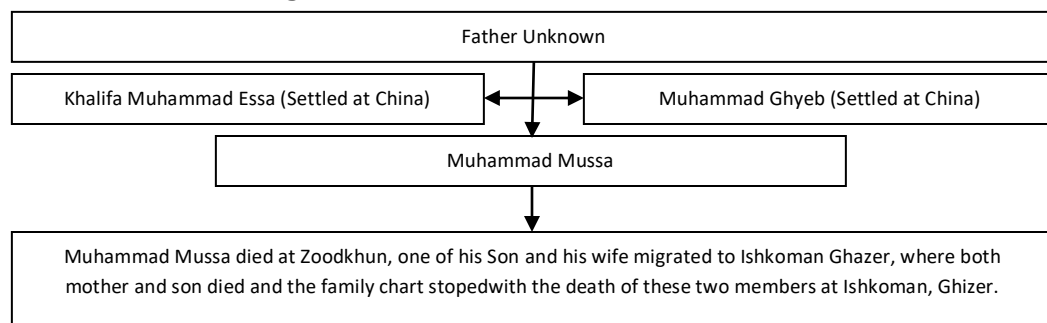 Father Unknown
Khalifa Muhammad Essa (Settled at China)
Muhammad Ghyeb (Settled at China)
Muhammad Mussa
Muhammad Mussa died at Zoodkhun, one of his Son and his wife migrated to Ishkoman Ghazer, where both
mother and son died and the family chart stopedwith the death of these two members at Ishkoman, Ghizer.